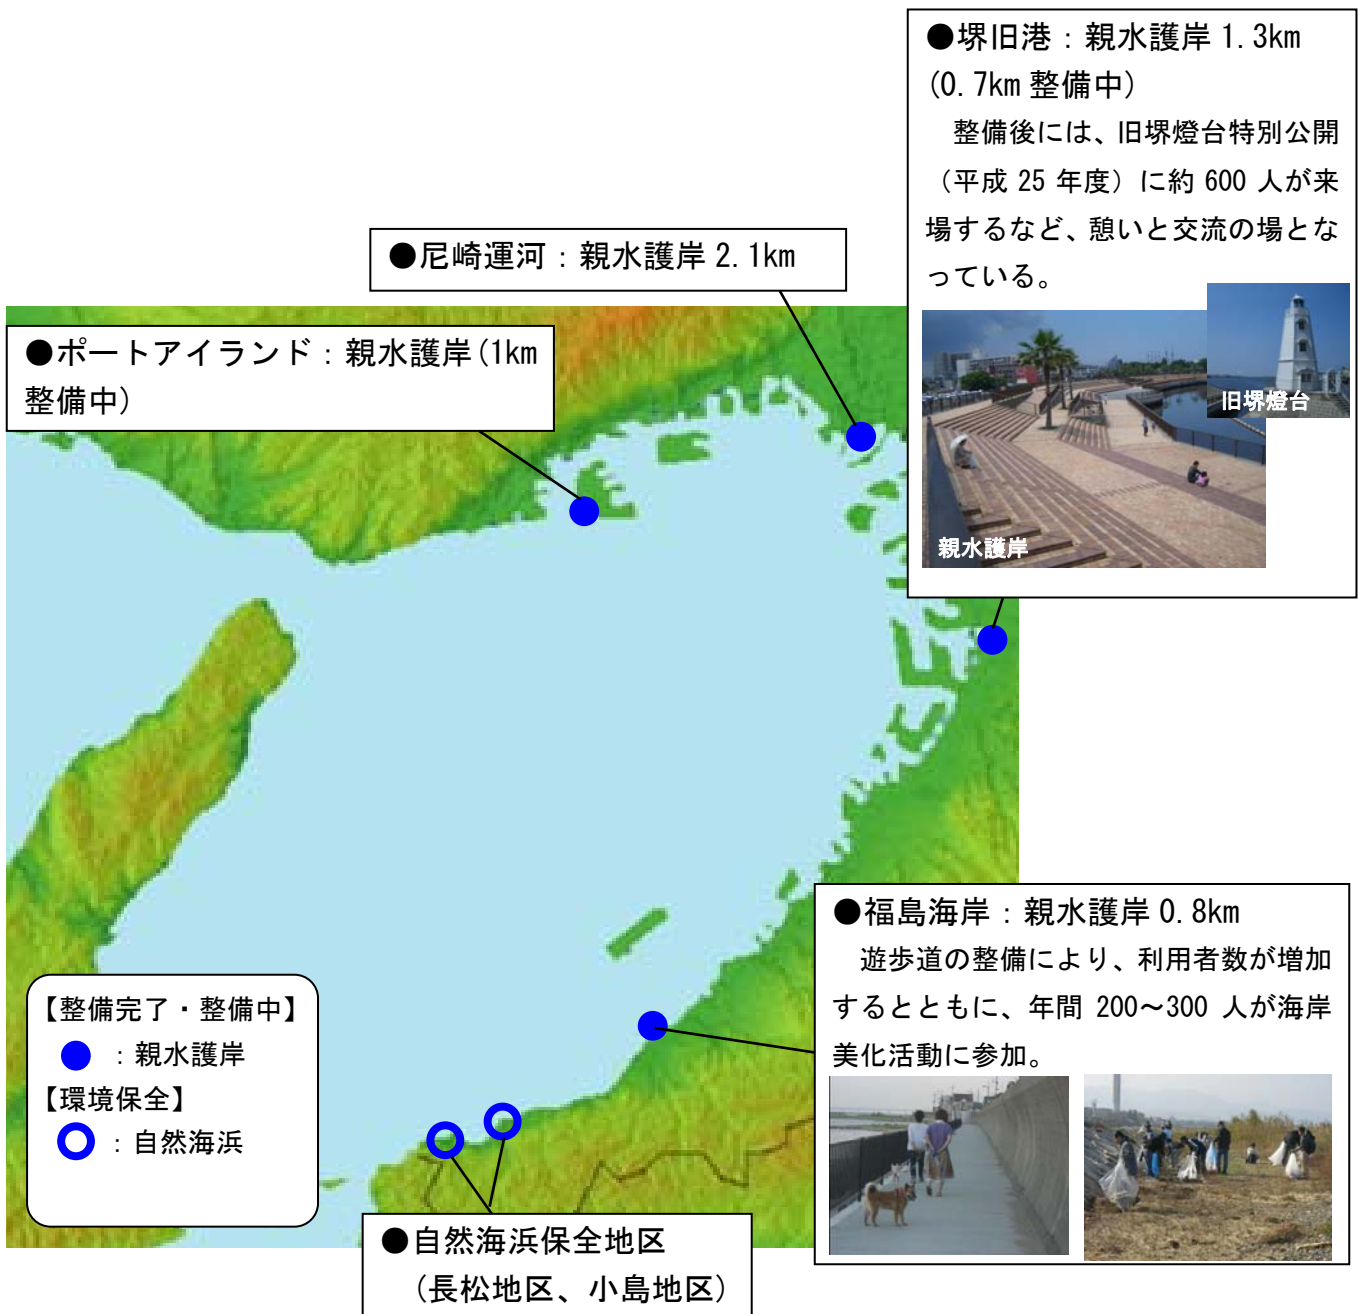 ●堺旧港：親水護岸 1.3km
(0.7km 整備中)
整備後には、旧堺燈台特別公開
（平成 25 年度）に約 600 人が来
場するなど、憩いと交流の場とな
っている。
旧堺燈台
親水護岸
●尼崎運河：親水護岸 2.1km
●ポートアイランド：親水護岸(1km
整備中)
●福島海岸：親水護岸 0.8km
遊歩道の整備により、利用者数が増加
するとともに、年間 200～300 人が海岸
美化活動に参加。
【整備完了・整備中】
：親水護岸
【環境保全】
：自然海浜
●自然海浜保全地区
(長松地区、小島地区)